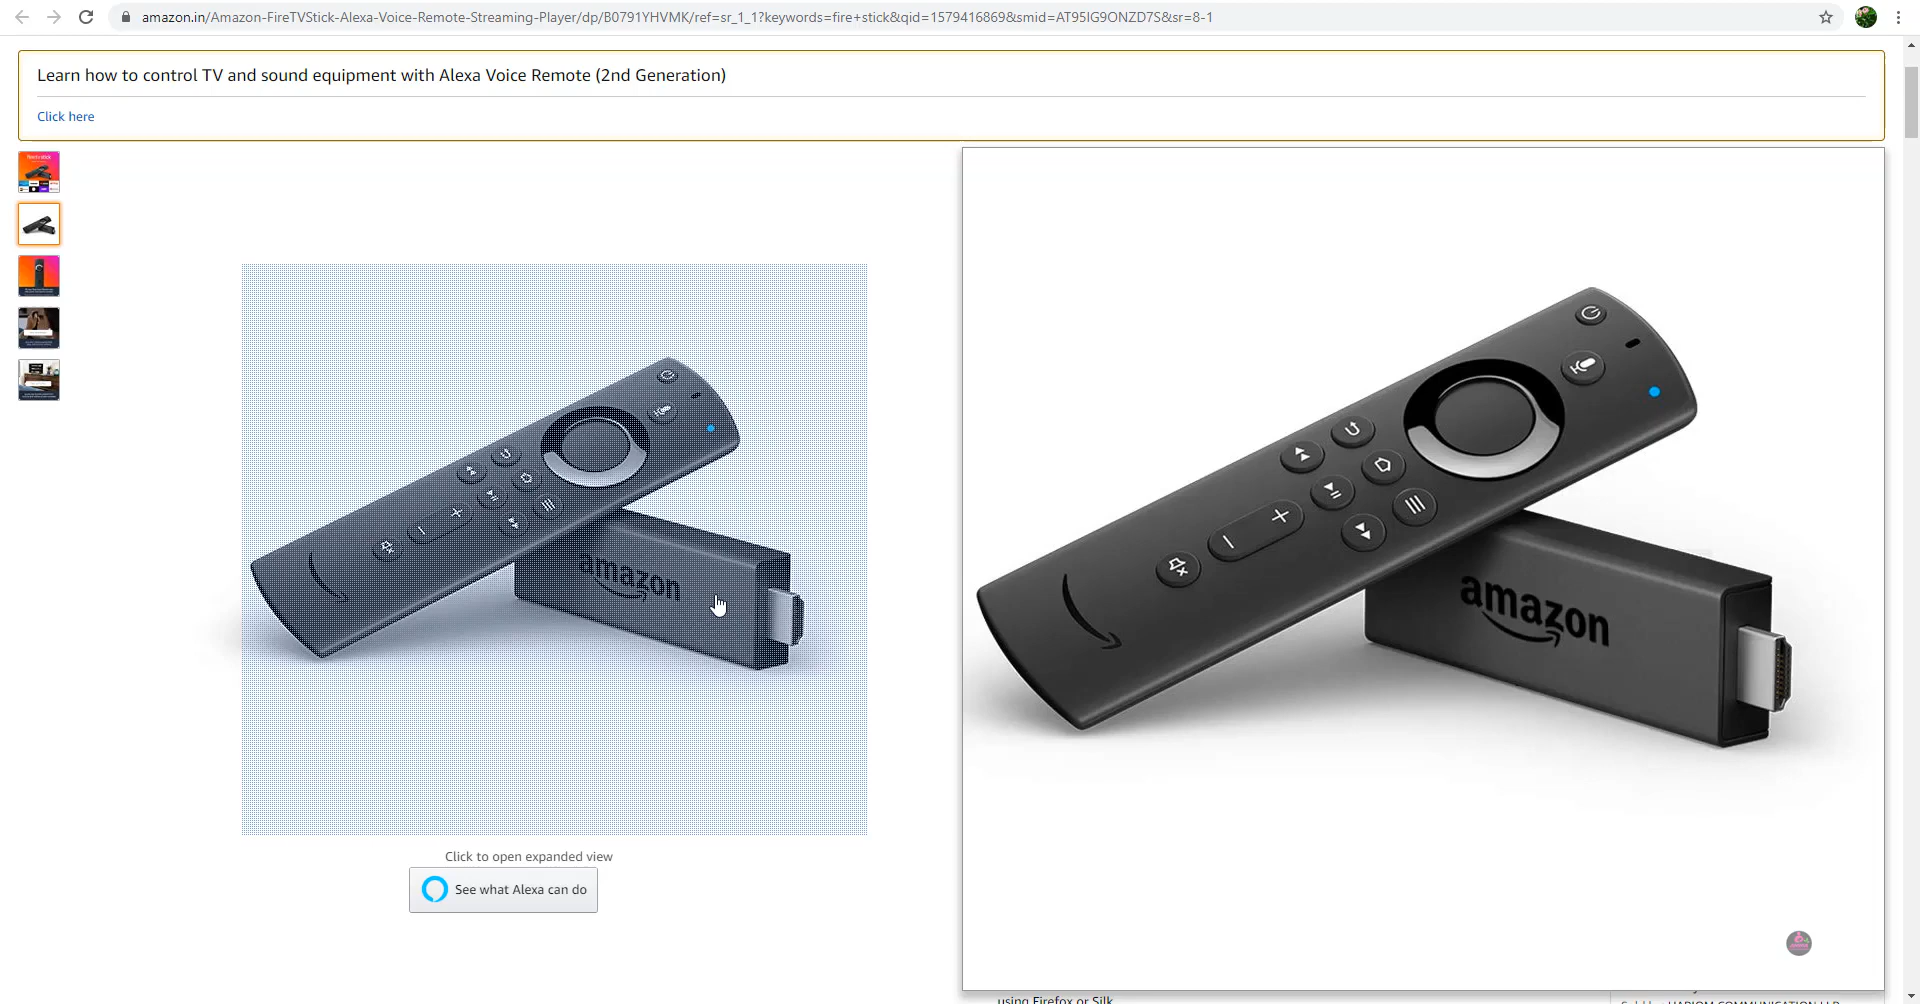 amazon.in/Amazon-FireTVStick-Alexa-Voice-Remote-Streaming-Player/dp/B0791YHVMK/ref=sr_1_1?keywords=fire+stick&qid=1579416869&smid=AT95IG9ONZD7S&sr=8-1
Learn how to control TV and sound equipment with Alexa Voice Remote (2nd Generation)
Click here
amazon
amazon
Click to open expanded view
See what Alexa can do
using Firefox or Silk